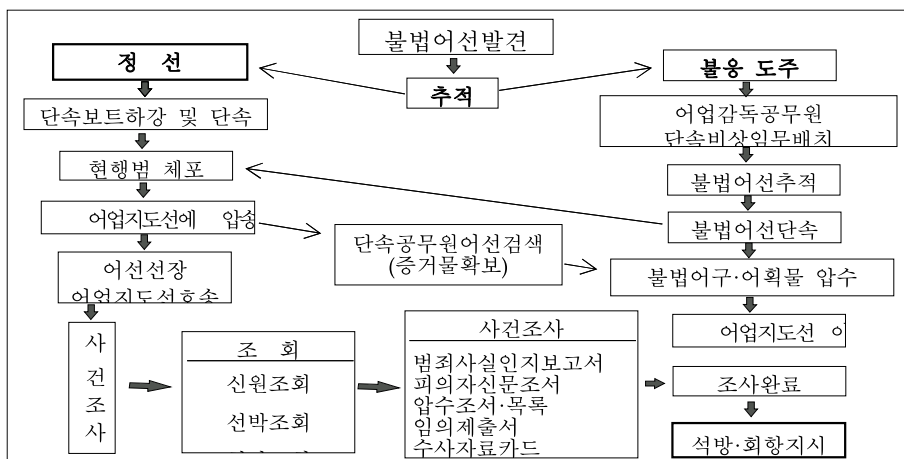 불법어선발견
정 선
추적
불응 도주
단속보트하강 및 단속
어업감독공무원
단속비상임무배치
현행범 체포
불법어선추적
어업지도선에 압송
불법어선단속
단속공무원어선검색
(증거물확보)
어선선장
어업지도선호송
불법어구·어획물 압수
어업지도선
사건조사
조 회
신원조회
선박조회
사건조사
범죄사실인지보고서
피의자신문조서
압수조서·목록
임의제출서
수사자료카드
조사완료
석방·회항지시